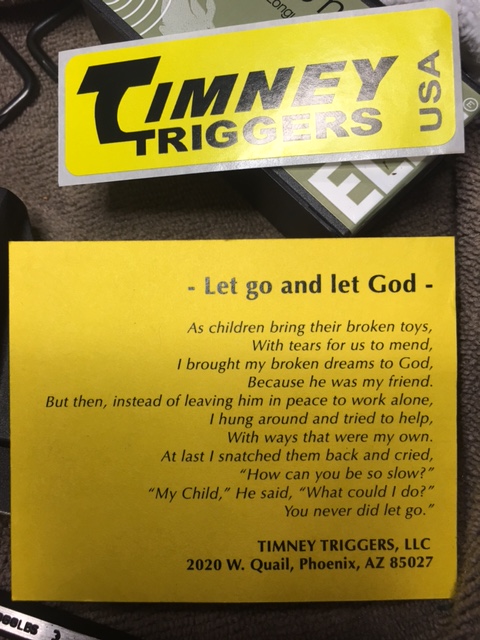 TIMNEY
TRIGGERS
USA
- Let go and let God -
As children bring their broken toys,
With tears for us to mend,
I brought my broken dreams to God,
Because he was my friend.
But then, instead of leaving him in peace to work alone,
I hung around and tried to help,
With ways that were my own.
At last I snatched them back and cried,
“How can you be so slow?”
“My Child,” He said, “What could I do?”
You never did let go.”
TIMNEY TRIGGERS, LLC
2020 W. Quail, Phoenix, AZ 85027